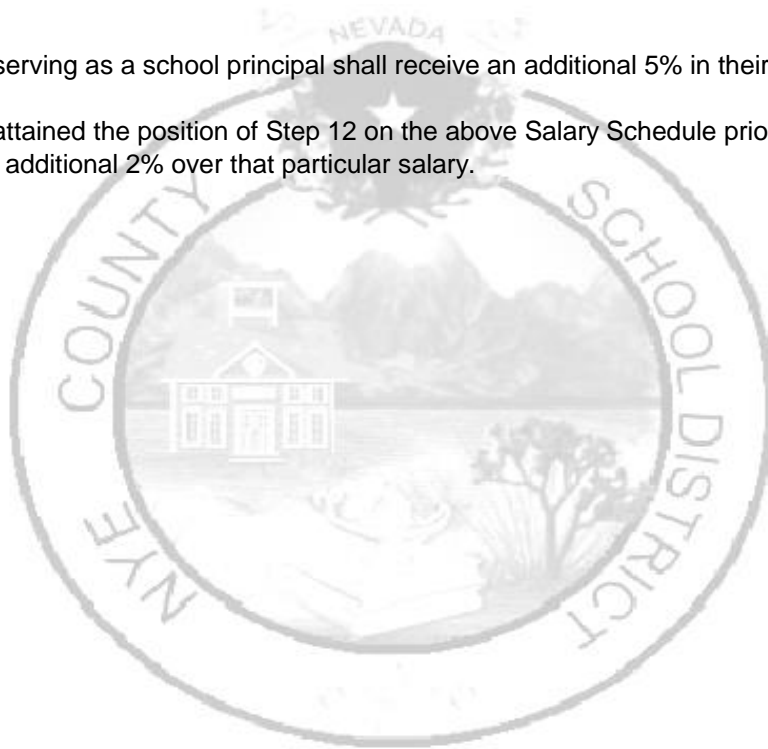 NEVADA
serving as a school principal shall receive an additional 5% in their
attained the position of Step 12 on the above Salary Schedule prio
additional 2% over that particular salary.
COUNTY
SCHOOL DISTRICT
NYE